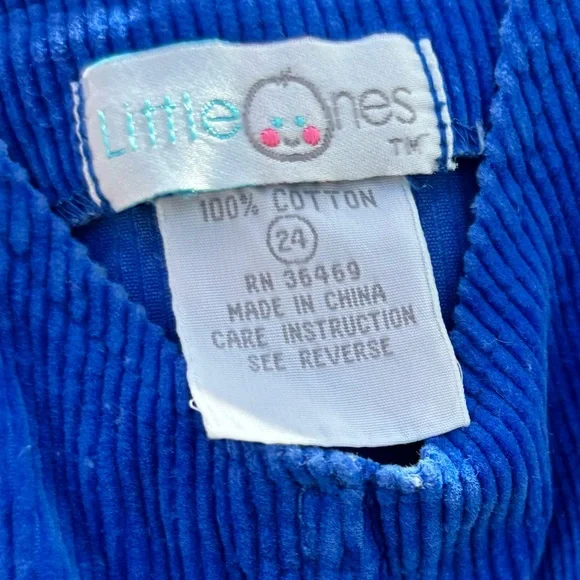 Little Ones
TM
100% COTTON
24
RN 36469
MADE IN CHINA
CARE INSTRUCTION
SEE REVERSE